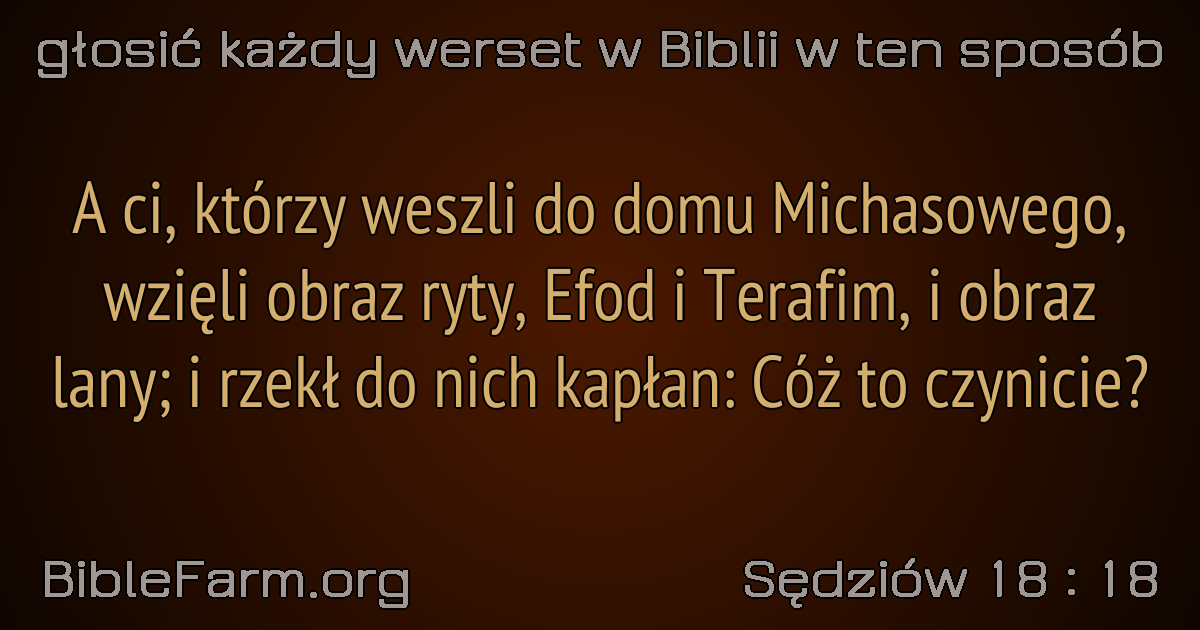 głosić każdy werset w Biblii w ten sposób
A ci, którzy weszli do domu Michasowego,
wzięli obraz ryty, Efod i Terafim, i obraz
lany; i rzekł do nich kapłan: Cóż to czynicie?
BibleFarm.org
Sędziów 18 : 18